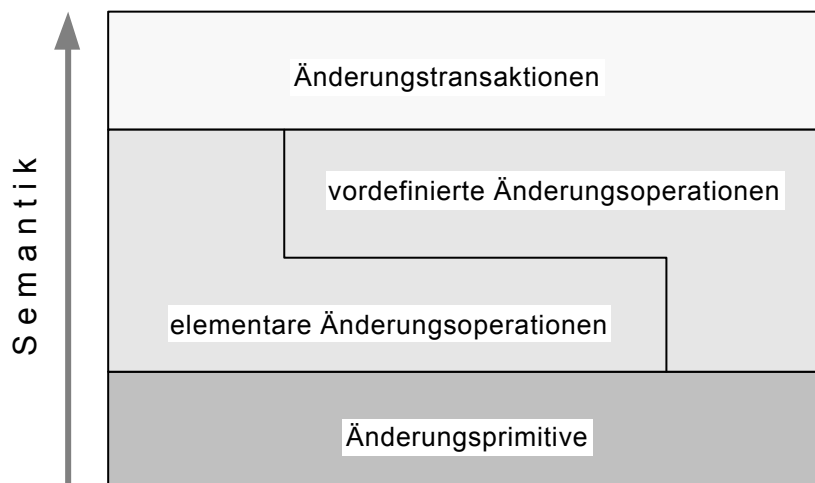 Semantik
Änderungstransaktionen
vordefinierte Änderungsoperationen
elementare Änderungsoperationen
Änderungsprimitive